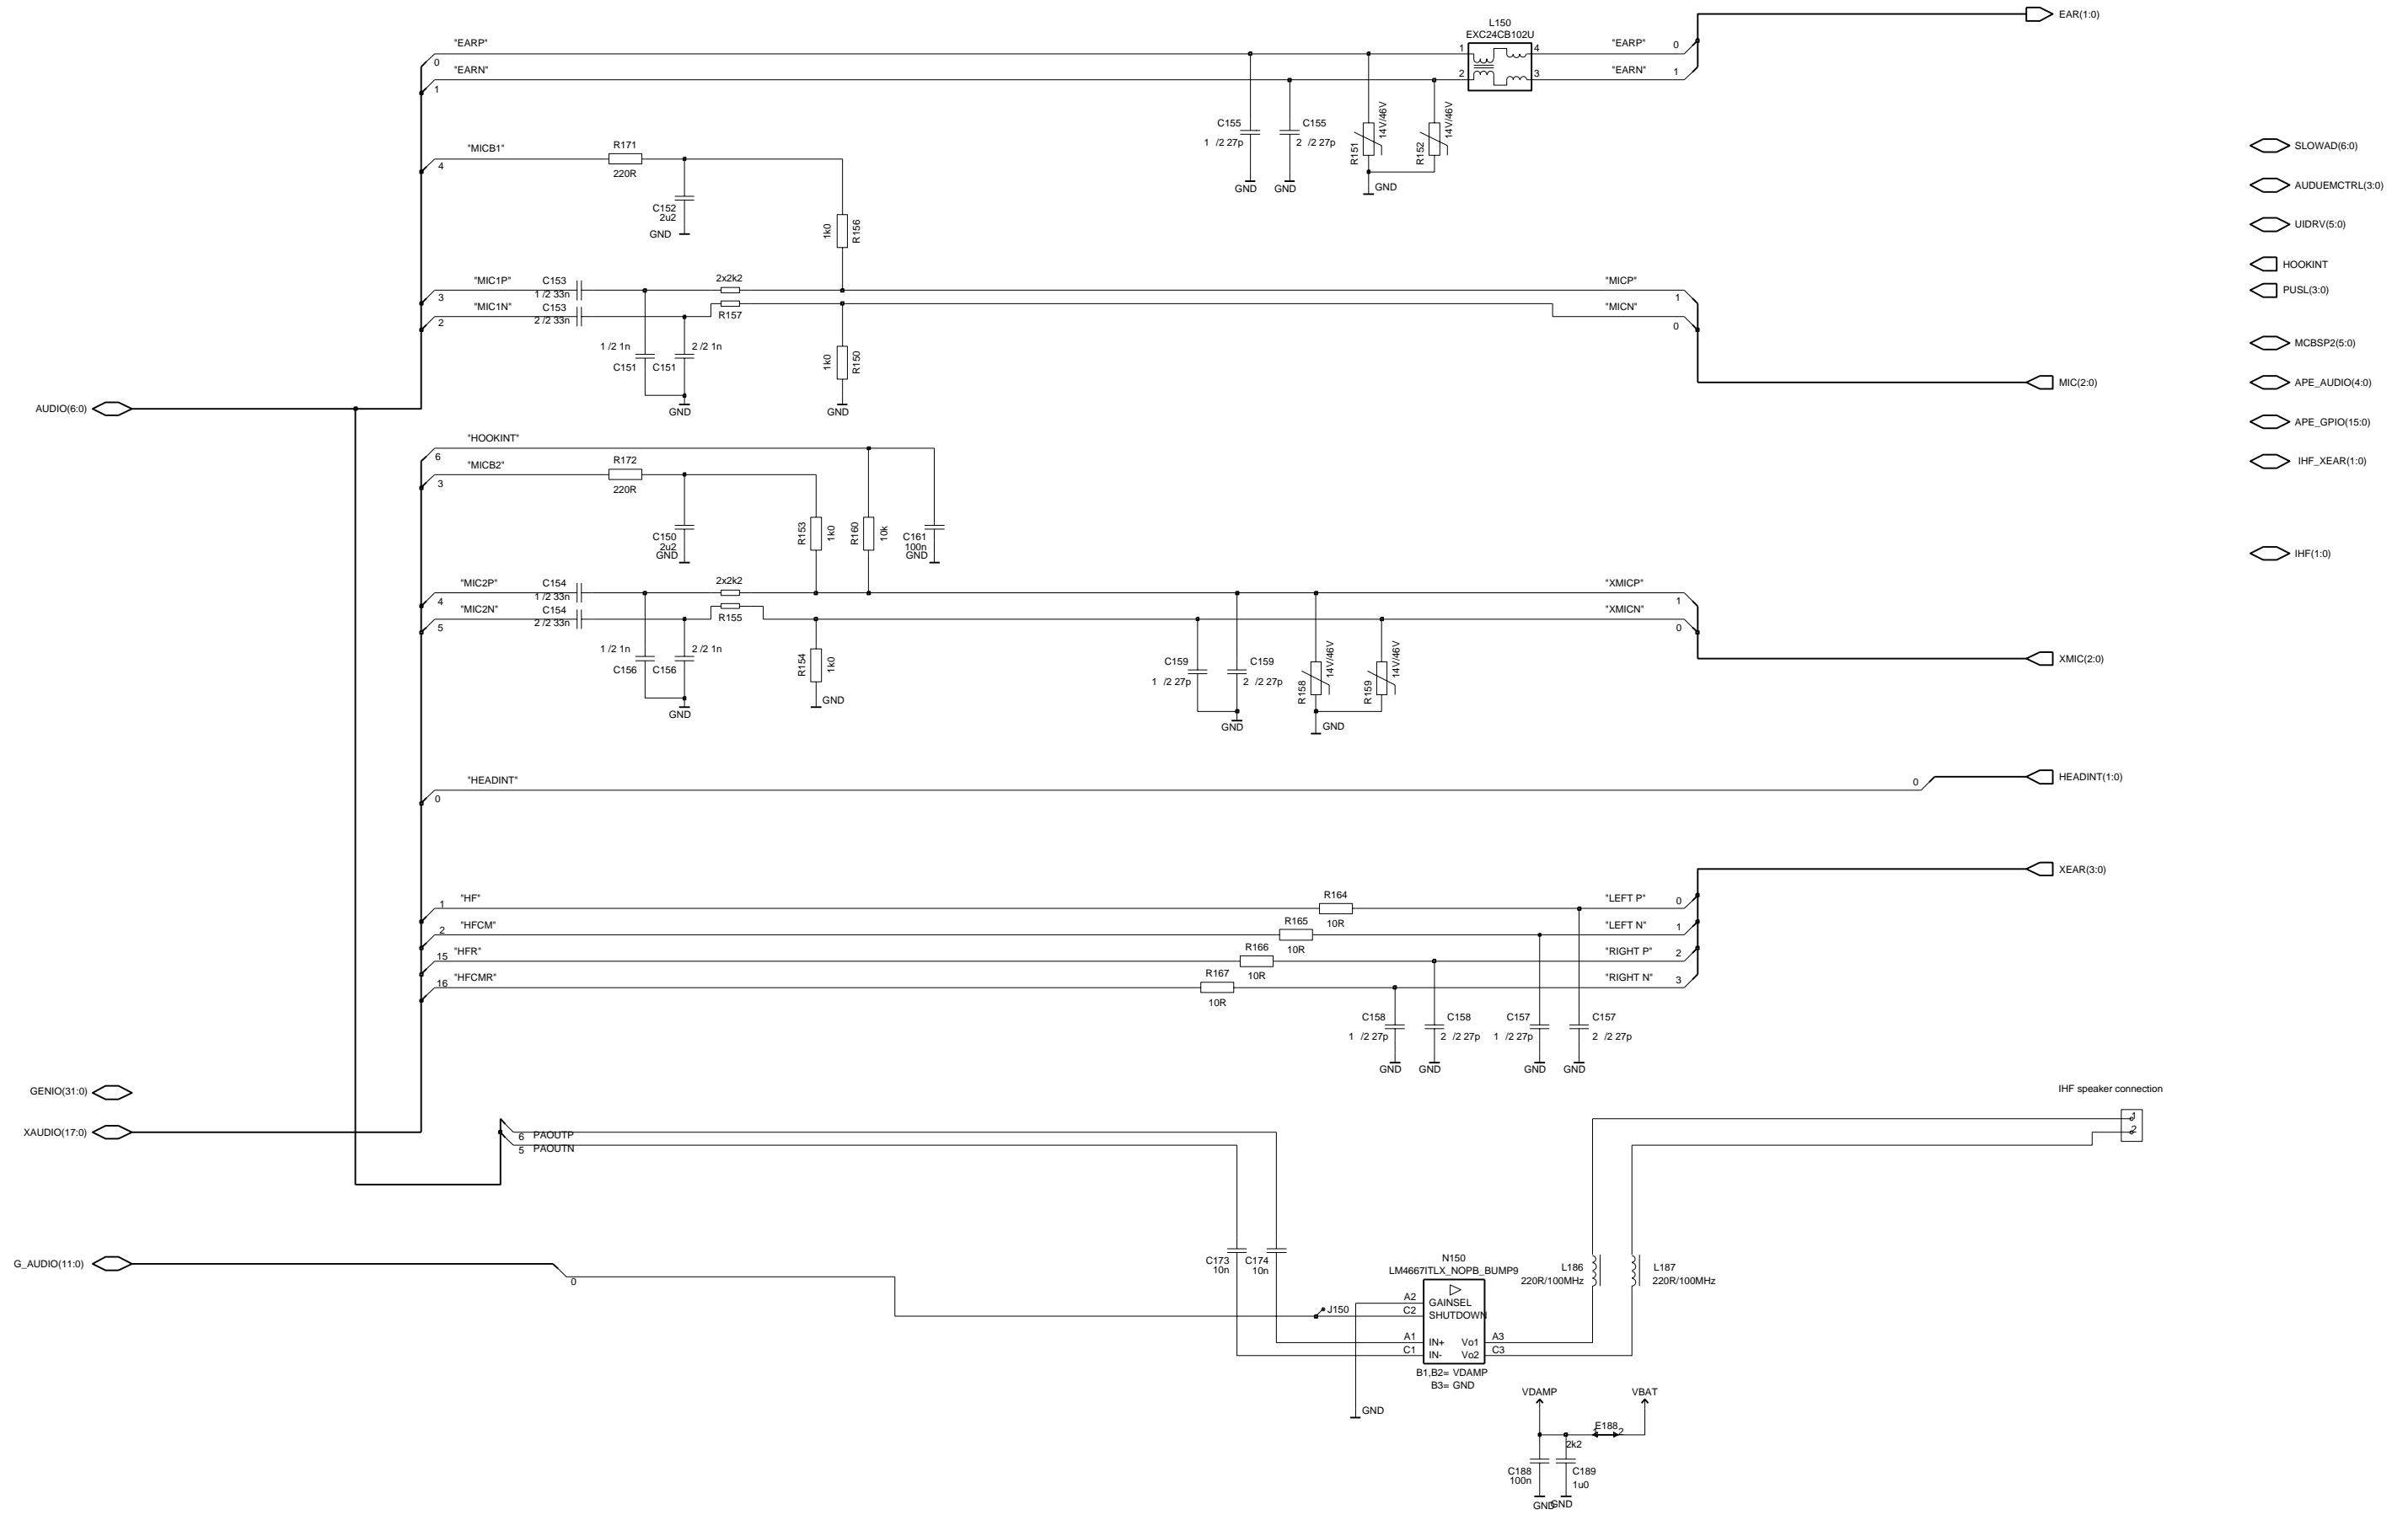 L150
EXC24CB102U
EAR(1:0)
"EARP"
0
1
4
"EARP"
0
"EARN"
1
2
3
"EARN"
1
C155
1 /2 27p
C155
2 /2 27p
R151
14V/46V
R152
14V/46V
GND
GND
GND
"MICB1"
4
R171
220R
C152
2u2
GND
1k0
R156
SLOWAD(6:0)
AUDUEMCTRL(3:0)
UIDRV(5:0)
HOOKINT
PUSL(3:0)
MCBSP2(5:0)
APE_AUDIO(4:0)
APE_GPIO(15:0)
IHF_XEAR(1:0)
IHF(1:0)
"MIC1P"
3
C153
1 /2 33n
2x2k2
"MICP"
1
"MIC1N"
2
C153
2 /2 33n
R157
"MICN"
0
1 /2 1n
C151
2 /2 1n
C151
1k0
R150
GND
GND
MIC(2:0)
AUDIO(6:0)
"HOOKINT"
6
"MICB2"
3
R172
220R
C150
2u2
GND
R153
1k0
R160
10k
C161
100n
GND
"MIC2P"
4
C154
1 /2 33n
2x2k2
"XMICP"
1
"MIC2N"
5
C154
2 /2 33n
R155
"XMICN"
0
1 /2 1n
C156
2 /2 1n
C156
R154
1k0
C159
1 /2 27p
C159
2 /2 27p
R158
14V/46V
R159
14V/46V
GND
GND
GND
GND
XMIC(2:0)
"HEADINT"
0
0
HEADINT(1:0)
XEAR(3:0)
1
"HF"
R164
10R
"LEFT P"
0
2
"HFCM"
R165
10R
"LEFT N"
1
15
"HFR"
R166
10R
"RIGHT P"
2
16
"HFCMR"
R167
10R
"RIGHT N"
3
C158
1 /2 27p
C158
2 /2 27p
C157
1 /2 27p
C157
2 /2 27p
GND
GND
GND
GND
GENIO(31:0)
XAUDIO(17:0)
6 PAOUTP
5 PAOUTN
IHF speaker connection
1
2
G_AUDIO(11:0)
0
C173
10n
C174
10n
N150
LM4667ITLX_NOPB_BUMP9
L186
220R/100MHz
L187
220R/100MHz
J150
A2
GAINSEL
C2
SHUTDOWN
A1
IN+
Vo1
A3
C1
IN-
Vo2
C3
B1,B2= VDAMP
B3= GND
GND
VDAMP
VBAT
E188
2
2k2
C188
100n
C189
1u0
GND
GND